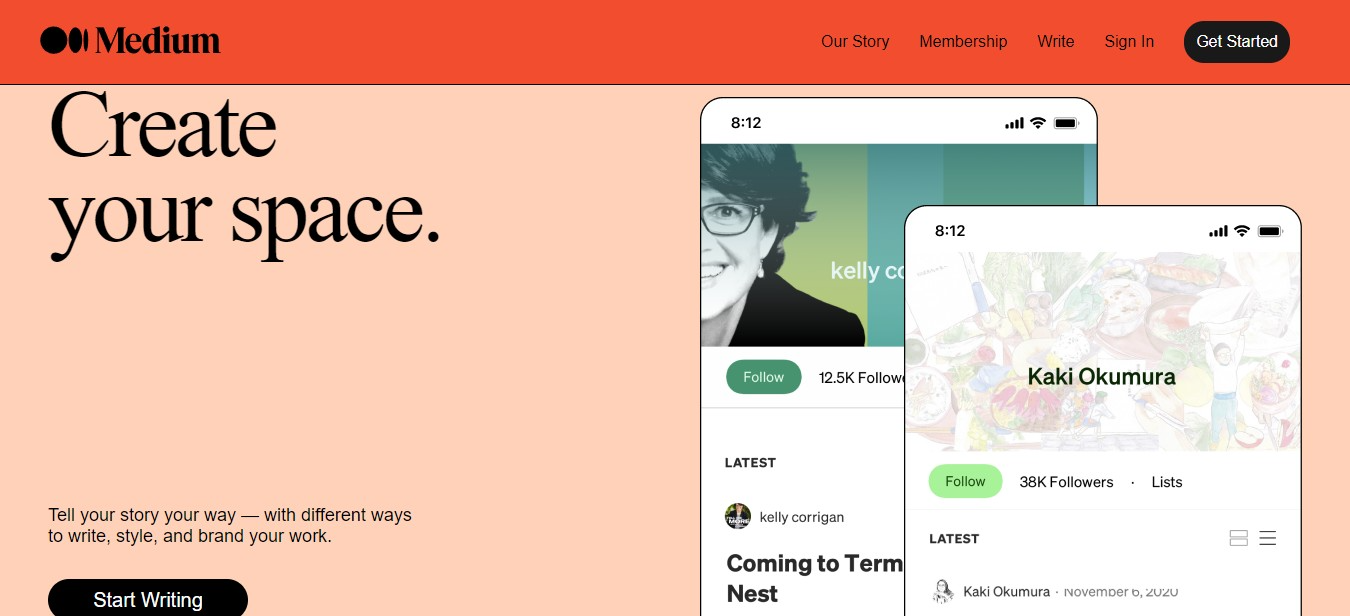 Medium
Our Story
Membership
Write
Sign In
Get Started
Create
your space.
Tell your story your way — with different ways
to write, style, and brand your work.
Start Writing
8:12
kelly co
Follow
12.5K Followe
LATEST
kelly corrigan
Coming to Term
Nest
8:12
Kaki Okumura
Follow
38K Followers · Lists
LATEST
Kaki Okumura · November 6, 2020